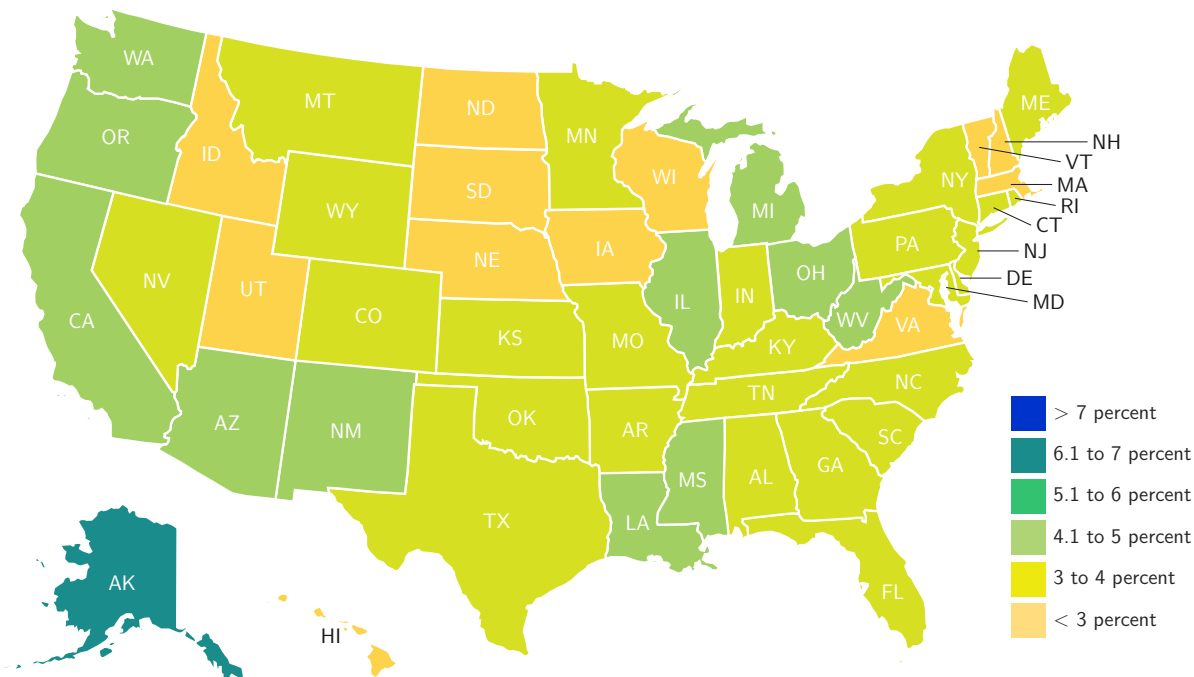 WA
ME
MT
ND
OR
MN
NH
ID
VT
WI
NY
MA
SD
RI
WY
MI
CT
PA
IA
NJ
NE
OH
NV
DE
UT
IN
IL
MD
CO
CA
WV
VA
KS
MO
KY
NC
TN
> 7 percent
OK
AZ
NM
AR
SC
6.1 to 7 percent
GA
AL
MS
5.1 to 6 percent
TX
LA
4.1 to 5 percent
AK
3 to 4 percent
FL
< 3 percent
HI